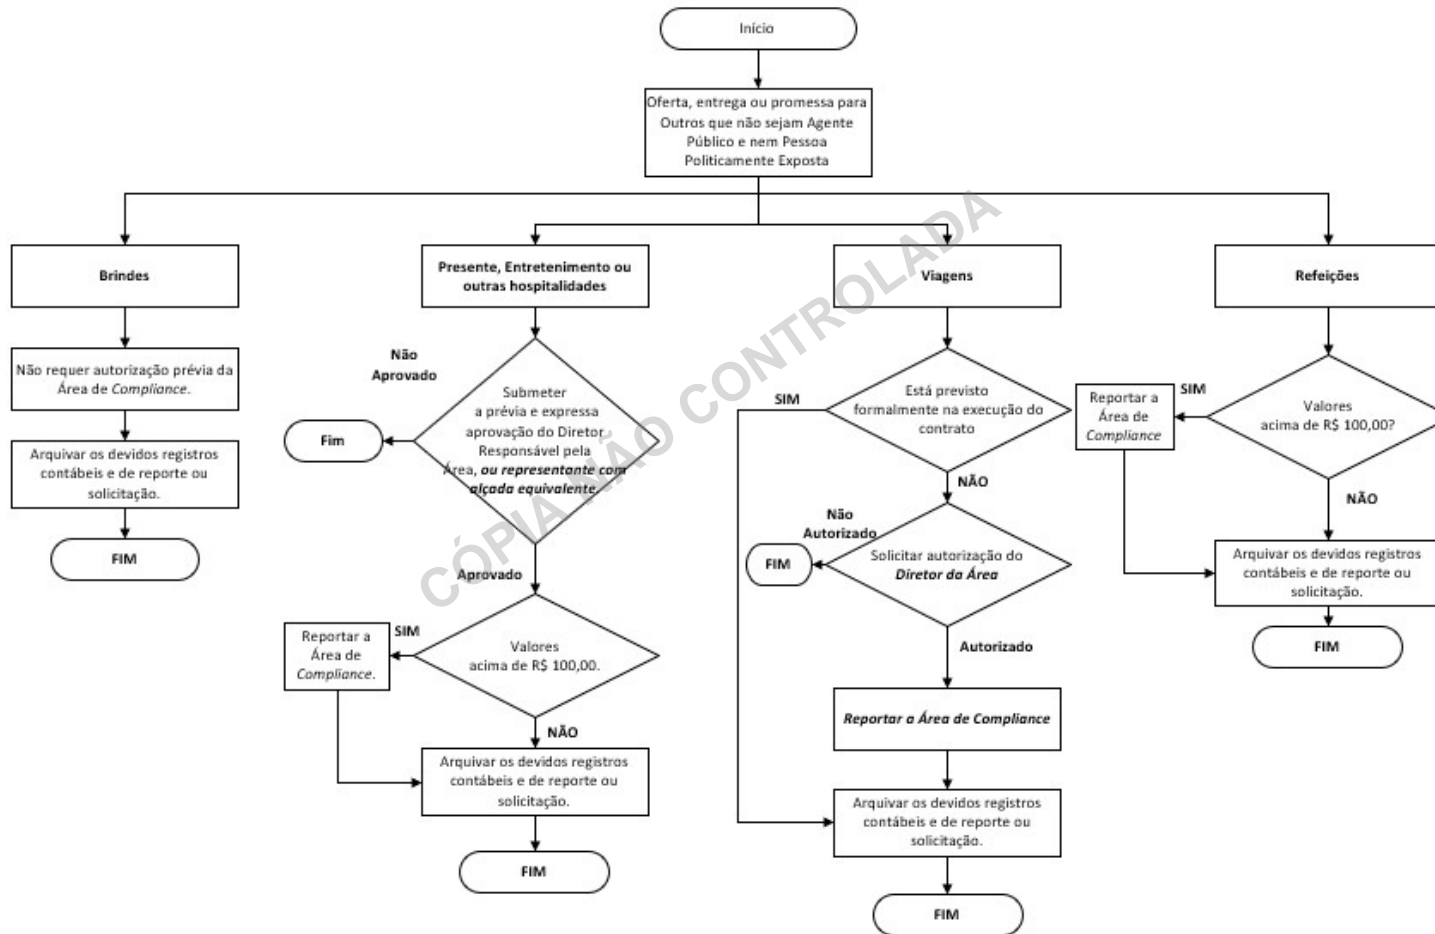 Início
Oferta, entrega ou promessa para
Outros que não sejam Agente
Público e nem Pessoa
Politicamente Exposta
Brindes
Não requer autorização prévia da
Área de Compliance.
Arquivar os devidos registros
contábeis e de reporte ou
solicitação.
FIM
Presente, Entretenimento ou
outras hospitalidades
Não
Aprovado
Submeter
a prévia e expressa
aprovação do Diretor
Responsável pela
Área, ou representante com
alçada equivalente.
Fim
Aprovado
Valores
acima de R$ 100,00.
SIM
Reportar a
Área de
Compliance.
NÃO
Arquivar os devidos registros
contábeis e de reporte ou
solicitação.
FIM
Viagens
Está previsto
formalmente na execução do
contrato
SIM
NÃO
Não
Autorizado
Solicitar autorização do
Diretor da Área
FIM
Autorizado
Reportar a Área de Compliance
Arquivar os devidos registros
contábeis e de reporte ou
solicitação.
FIM
Refeições
Valores
acima de R$ 100,00?
SIM
Reportar a
Área de
Compliance
NÃO
Arquivar os devidos registros
contábeis e de reporte ou
solicitação.
FIM
CÓPIA NÃO CONTROLADA